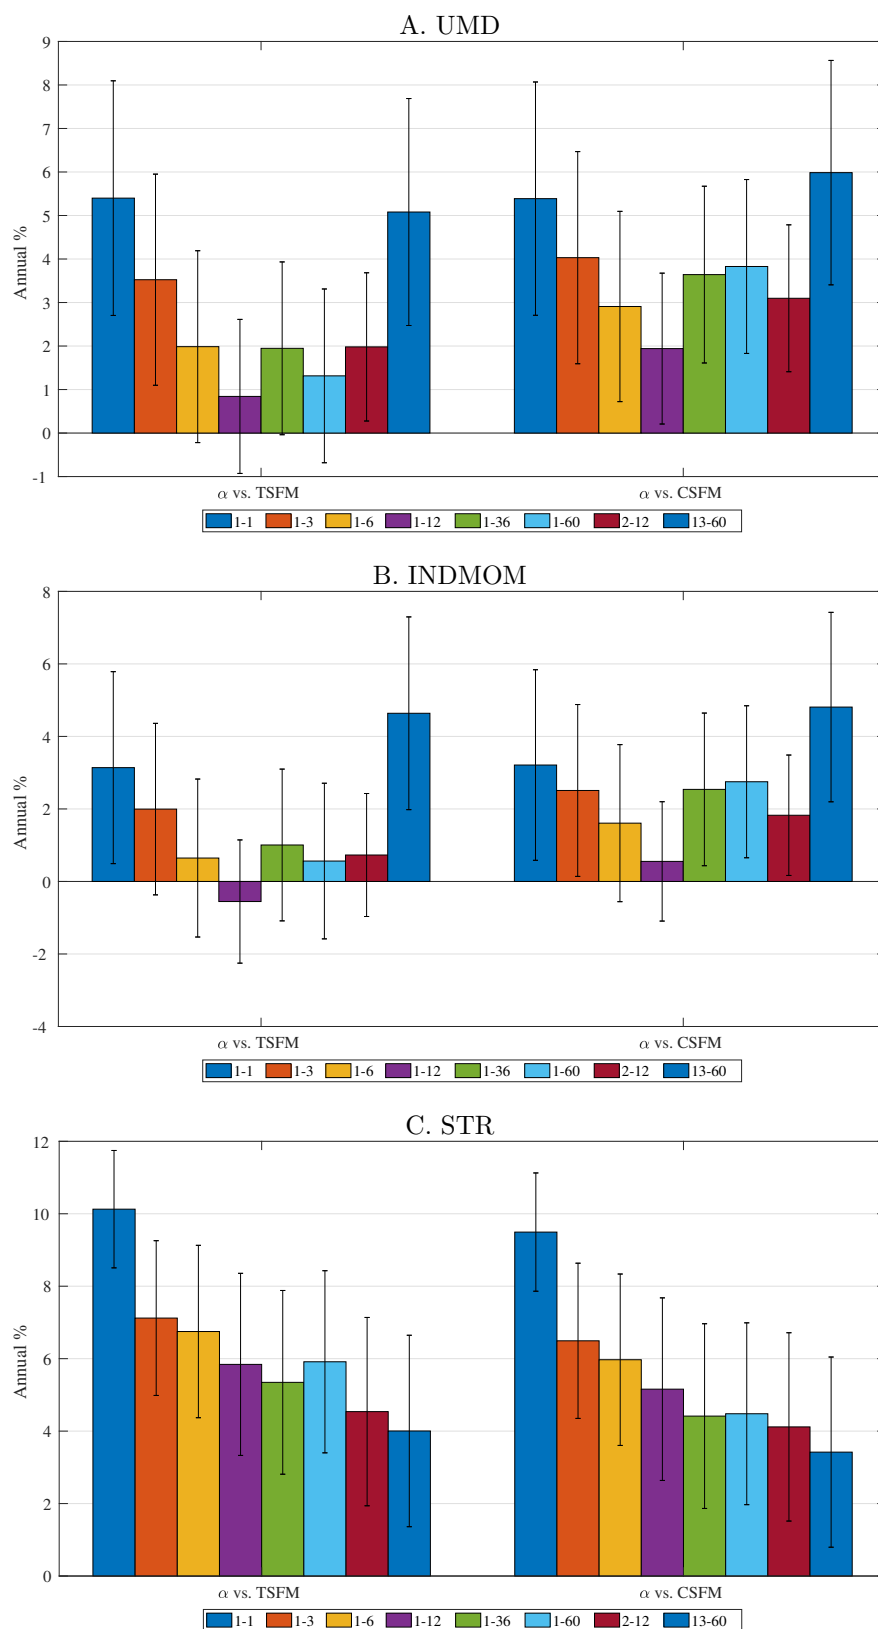 A. UMD
9
8
7
6
5
4
3
2
1
0
-1
Annual %
α vs. TSFM α vs. CSFM
1-1 1-3 1-6 1-12 1-36 1-60 2-12 13-60
B. INDMOM
8
6
4
2
0
-2
-4
Annual %
α vs. TSFM α vs. CSFM
1-1 1-3 1-6 1-12 1-36 1-60 2-12 13-60
C. STR
12
10
8
6
4
2
0
Annual %
α vs. TSFM α vs. CSFM
1-1 1-3 1-6 1-12 1-36 1-60 2-12 13-60